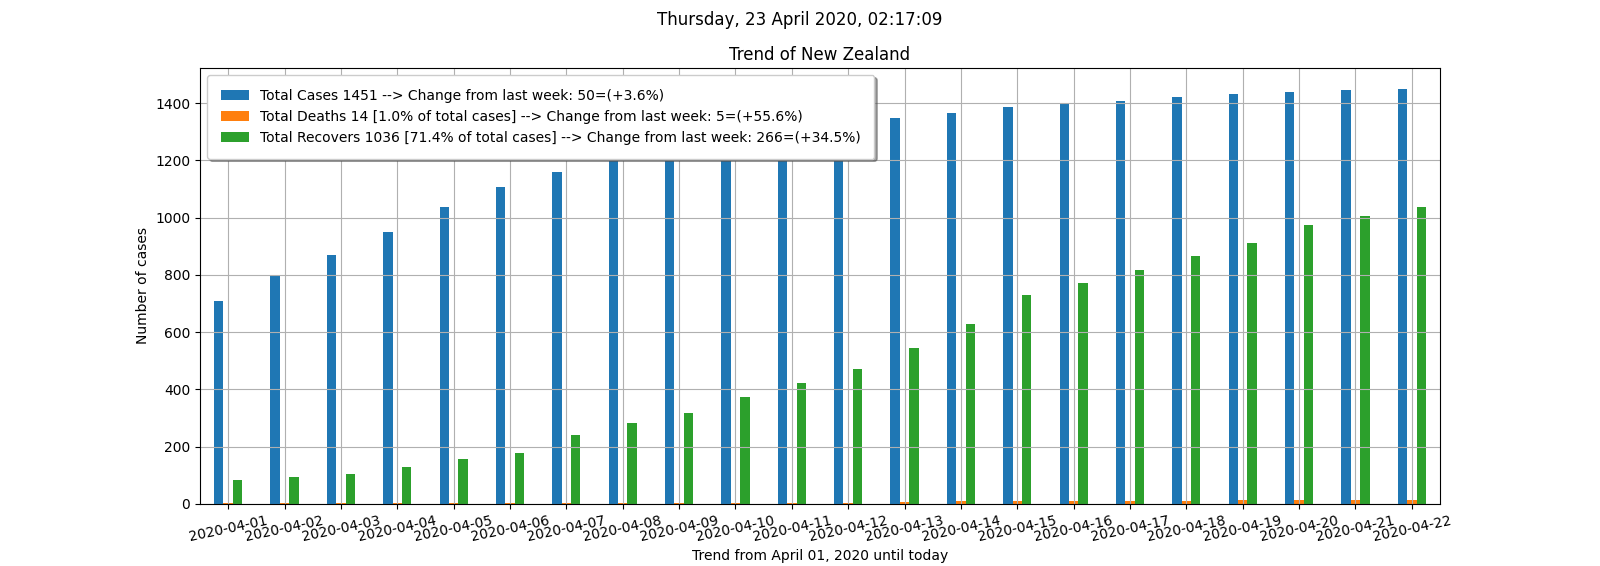 Thursday, 23 April 2020, 02:17:09
Trend of New Zealand
Total Cases 1451 --> Change from last week: 50=(+3.6%)
Total Deaths 14 [1.0% of total cases] --> Change from last week: 5=(+55.6%)
Total Recovers 1036 [71.4% of total cases] --> Change from last week: 266=(+34.5%)
Number of cases
1400
1200
1000
800
600
400
200
0
2020-04-01 2020-04-02 2020-04-03 2020-04-04 2020-04-05 2020-04-06 2020-04-07 2020-04-08 2020-04-09 2020-04-10 2020-04-11 2020-04-12 2020-04-13 2020-04-14 2020-04-15 2020-04-16 2020-04-17 2020-04-18 2020-04-19 2020-04-20 2020-04-21 2020-04-22
Trend from April 01, 2020 until today